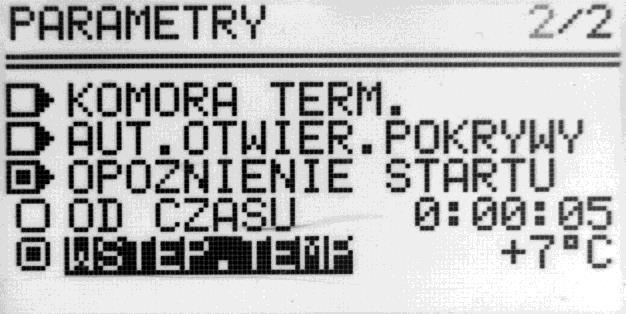 PARAMETRY 2/2
KOMORA TERM.
AUT.OTWIER.POKRYWY
OPOZNIENIE STARTU
OD CZASU 0:00:05
WSTEP.TEMP +7°C